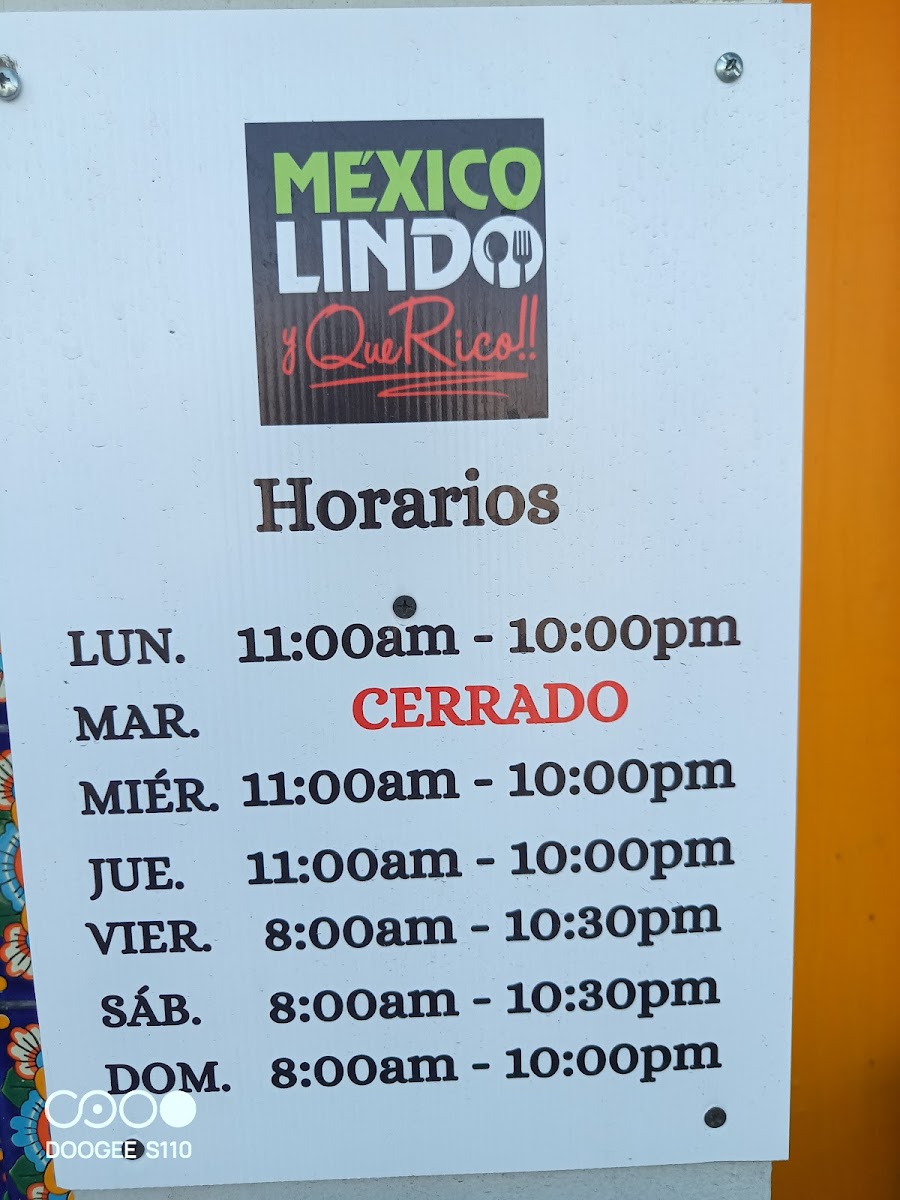 MÉXICO
LINDO
y Que Rico!!
Horarios
LUN. 11:00am - 10:00pm
MAR. CERRADO
MIÉR. 11:00am - 10:00pm
JUE. 11:00am - 10:00pm
VIER. 8:00am - 10:30pm
SÁB. 8:00am - 10:30pm
DOM. 8:00am - 10:00pm
DOOGEE S110